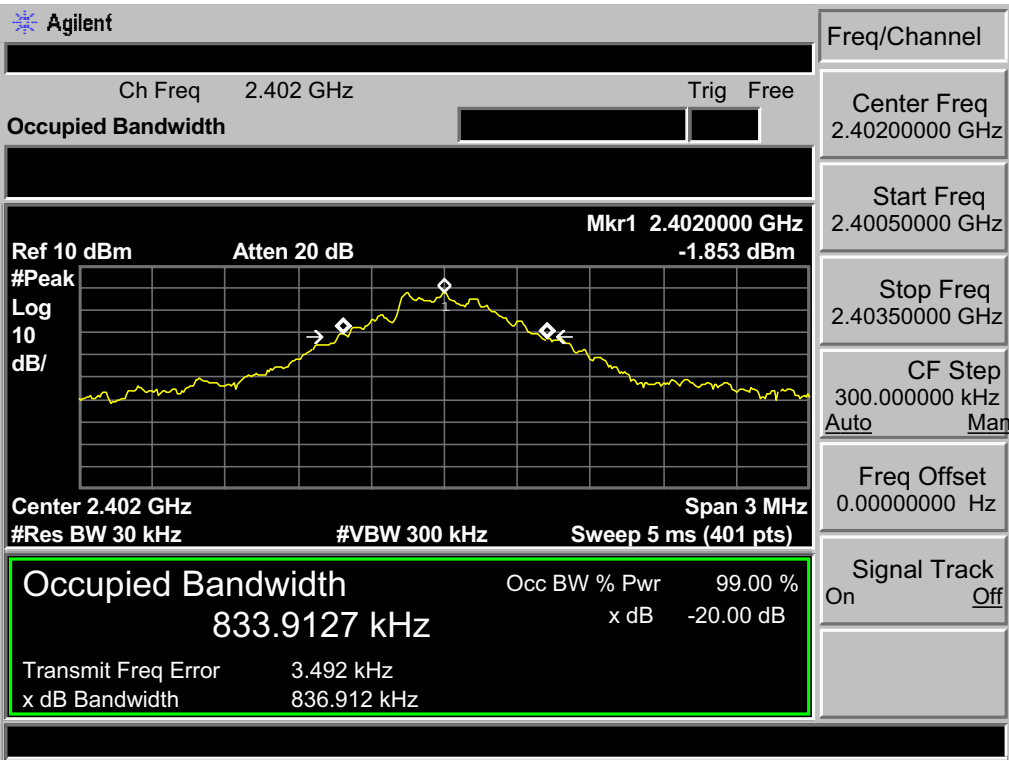 Agilent
Freq/Channel
Ch Freq 2.402 GHz Trig Free
Occupied Bandwidth
Center Freq
2.40200000 GHz
Start Freq
2.40050000 GHz
Stop Freq
2.40350000 GHz
CF Step
300.000000 kHz
Auto Man
Freq Offset
0.00000000 Hz
Signal Track
On Off
Mkr1 2.4020000 GHz
Ref 10 dBm Atten 20 dB -1.853 dBm
#Peak
Log
10
dB/
1
Center 2.402 GHz Span 3 MHz
#Res BW 30 kHz #VBW 300 kHz Sweep 5 ms (401 pts)
Occupied Bandwidth Occ BW % Pwr 99.00 %
833.9127 kHz x dB -20.00 dB
Transmit Freq Error 3.492 kHz
x dB Bandwidth 836.912 kHz